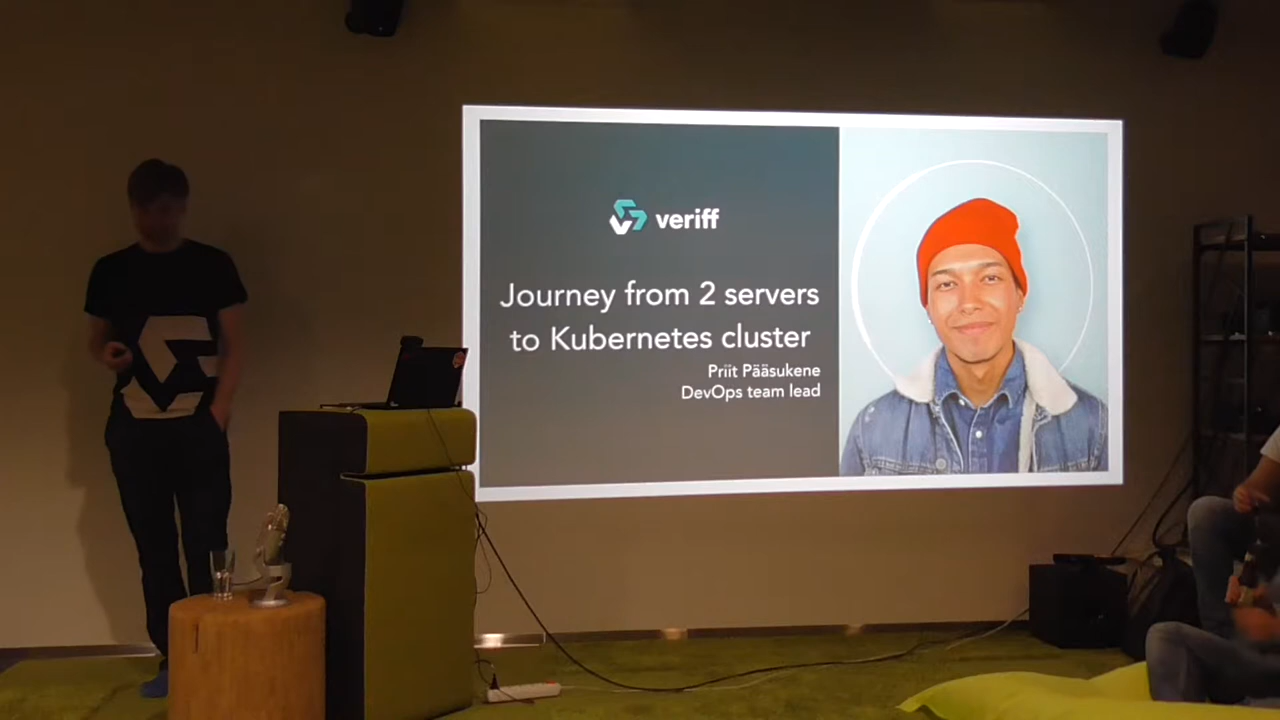 veriff
Journey from 2 servers
to Kubernetes cluster
Priit Pääsukene
DevOps team lead